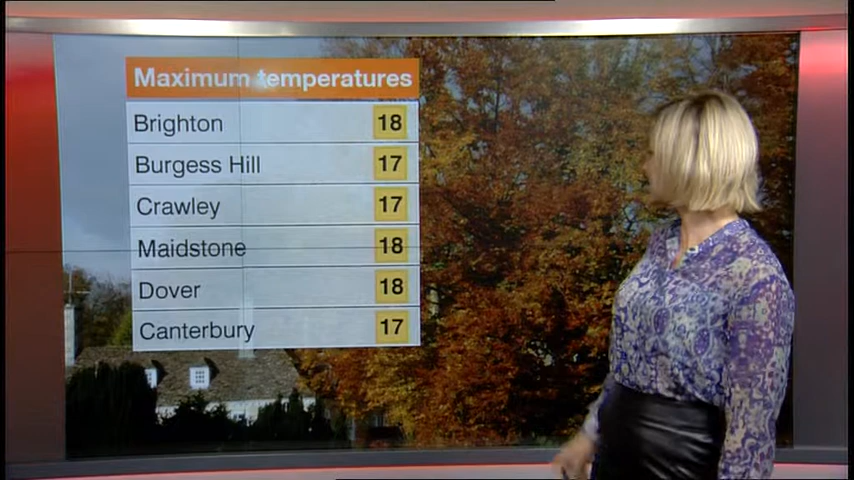 Maximum temperatures
Brighton 18
Burgess Hill 17
Crawley 17
Maidstone 18
Dover 18
Canterbury 17